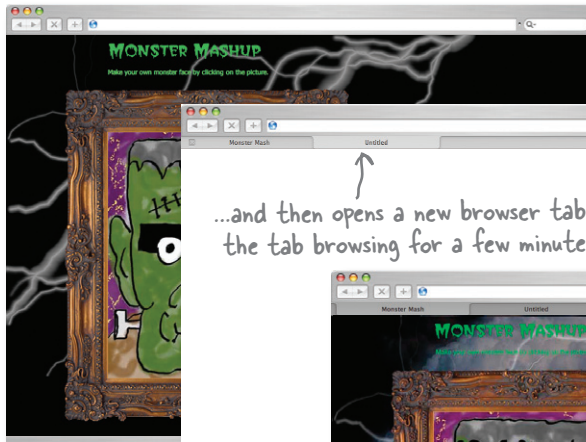 MONSTER MASHUP
Make your own monster face by clicking on the picture.
Monster Mash
Untitled
...and then opens a new browser tab
the tab browsing for a few minute
Monster Mash
Untitled
MONSTER MASHUP